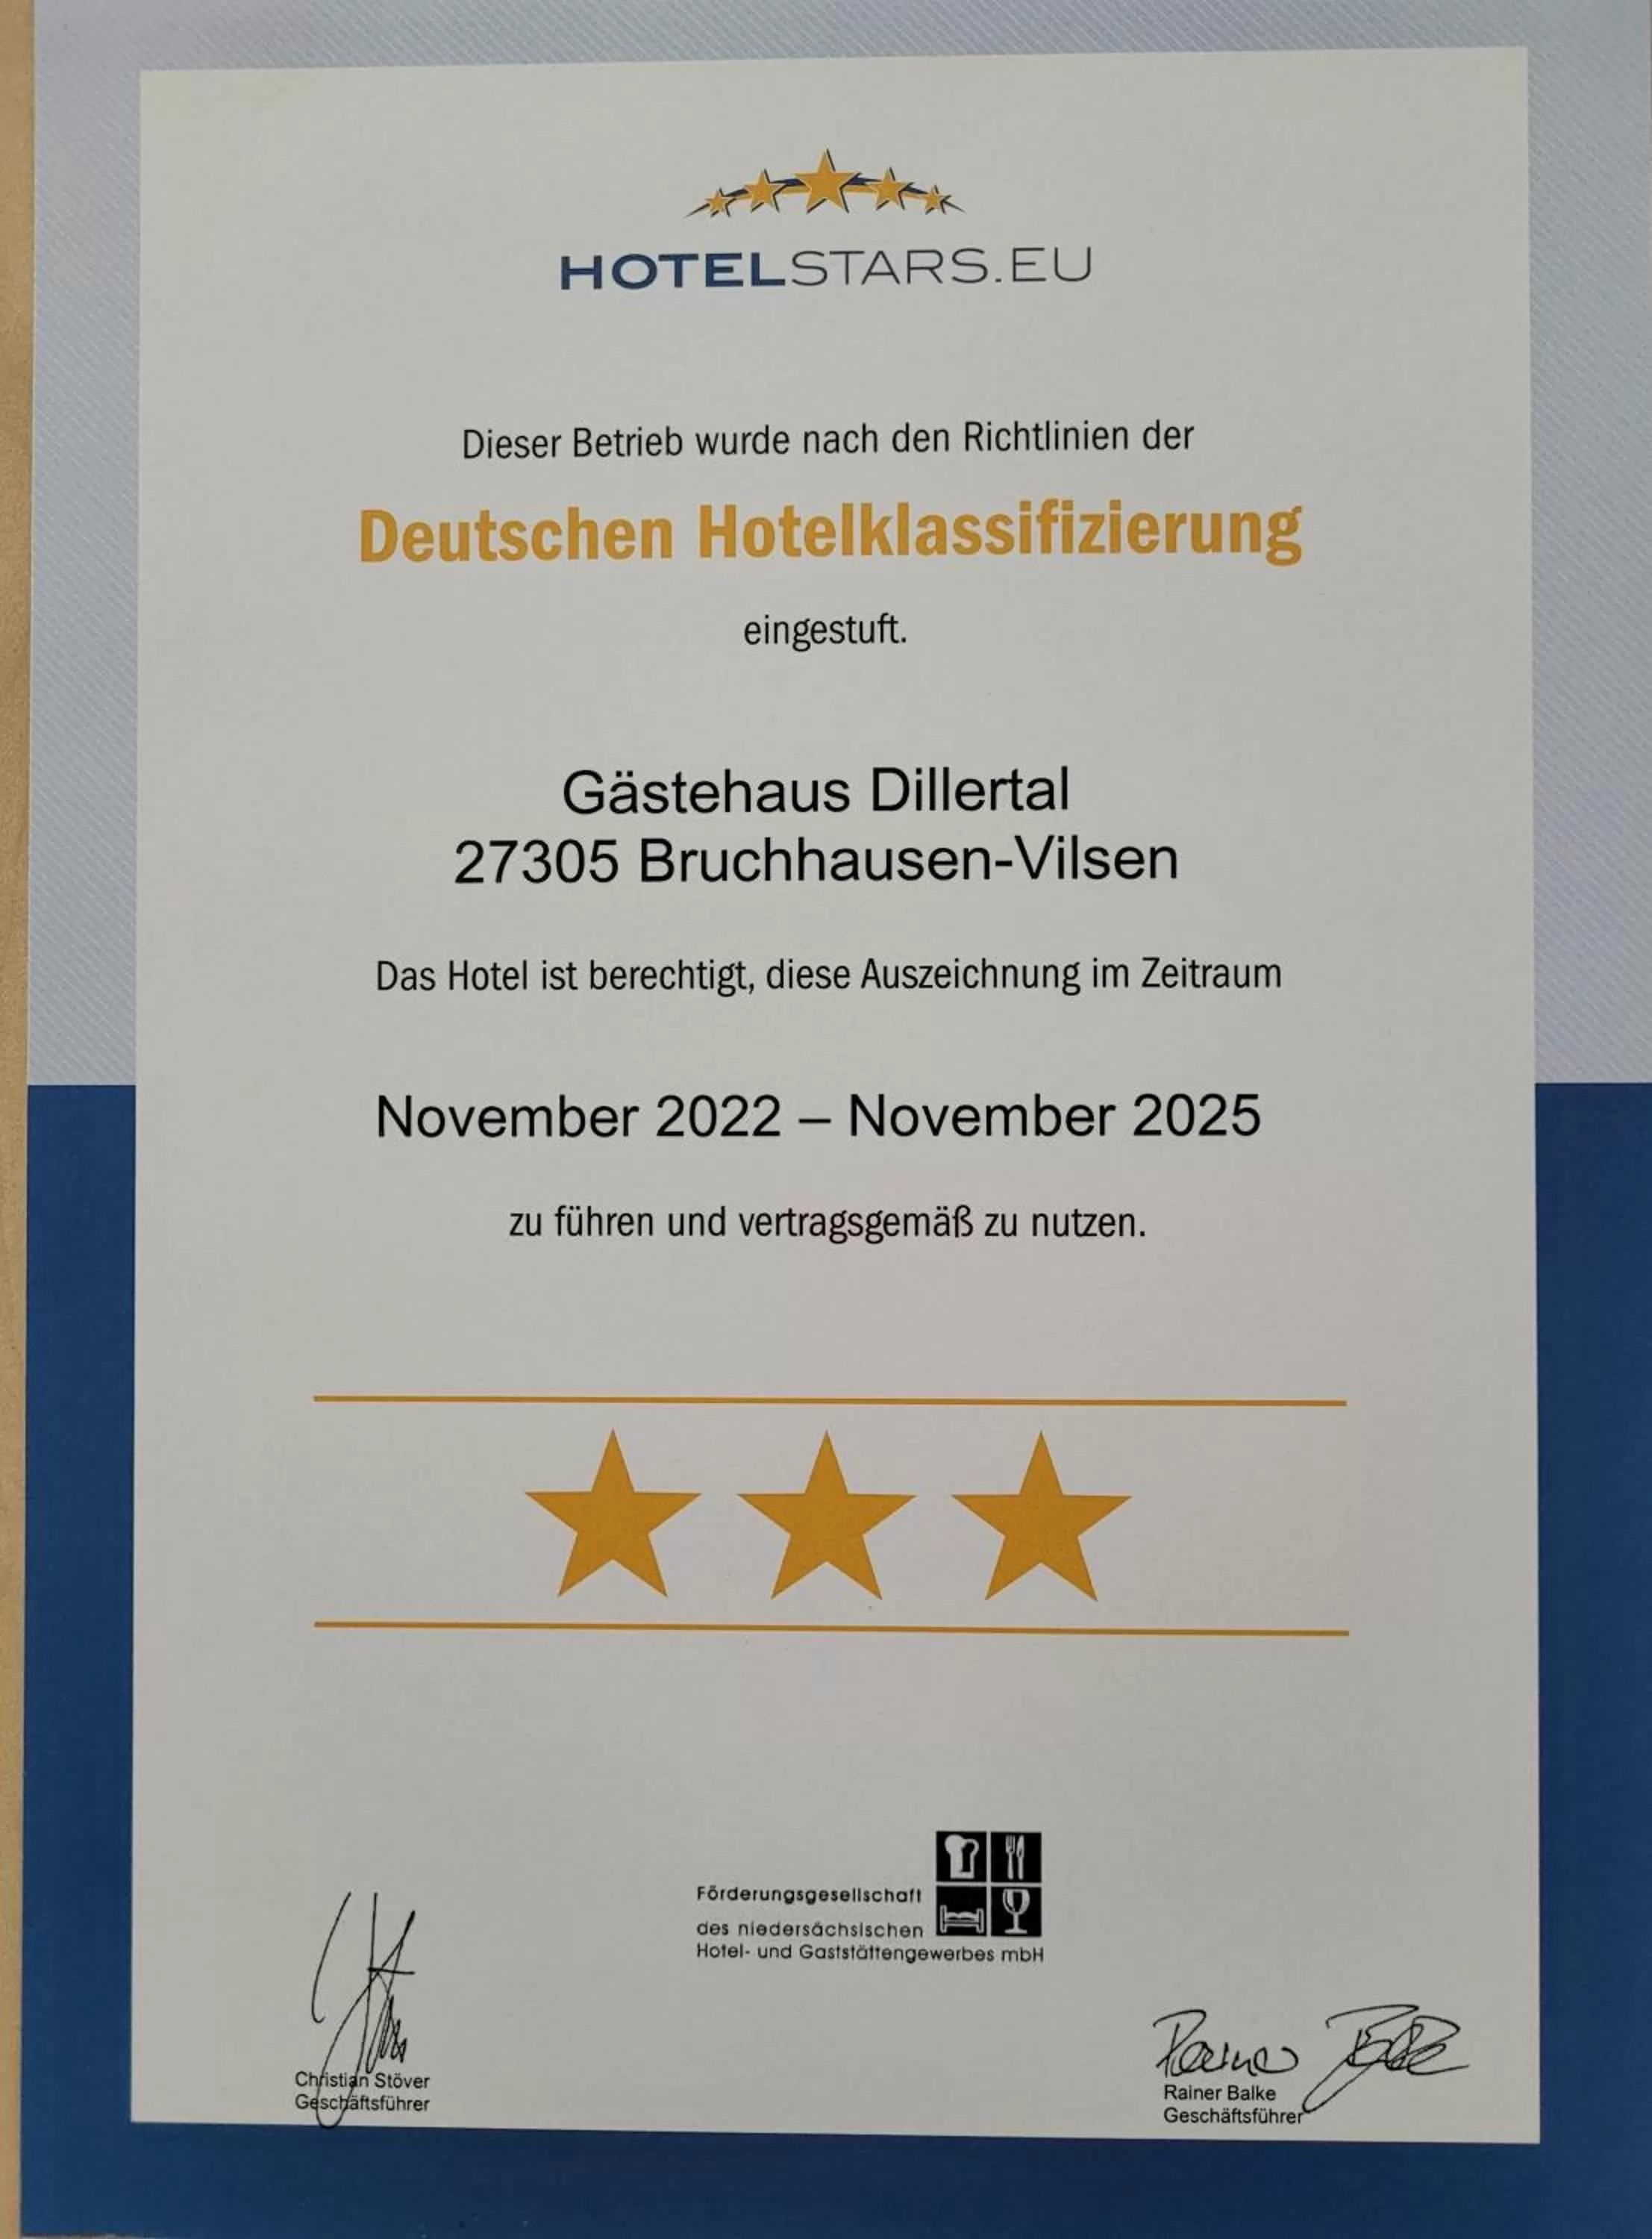 HOTELSTARS.EU
Dieser Betrieb wurde nach den Richtlinien der
Deutschen Hotelklassifizierung
eingestuft.
Gästehaus Dillertal
27305 Bruchhausen-Vilsen
Das Hotel ist berechtigt, diese Auszeichnung im Zeitraum
November 2022 – November 2025
zu führen und vertragsgemäß zu nutzen.
Förderungsgesellschaft
des niedersächsischen
Hotel- und Gaststättengewerbes mbH
Christian Stöver
Geschäftsführer
Rainer Balke
Rainer Balke
Geschäftsführer